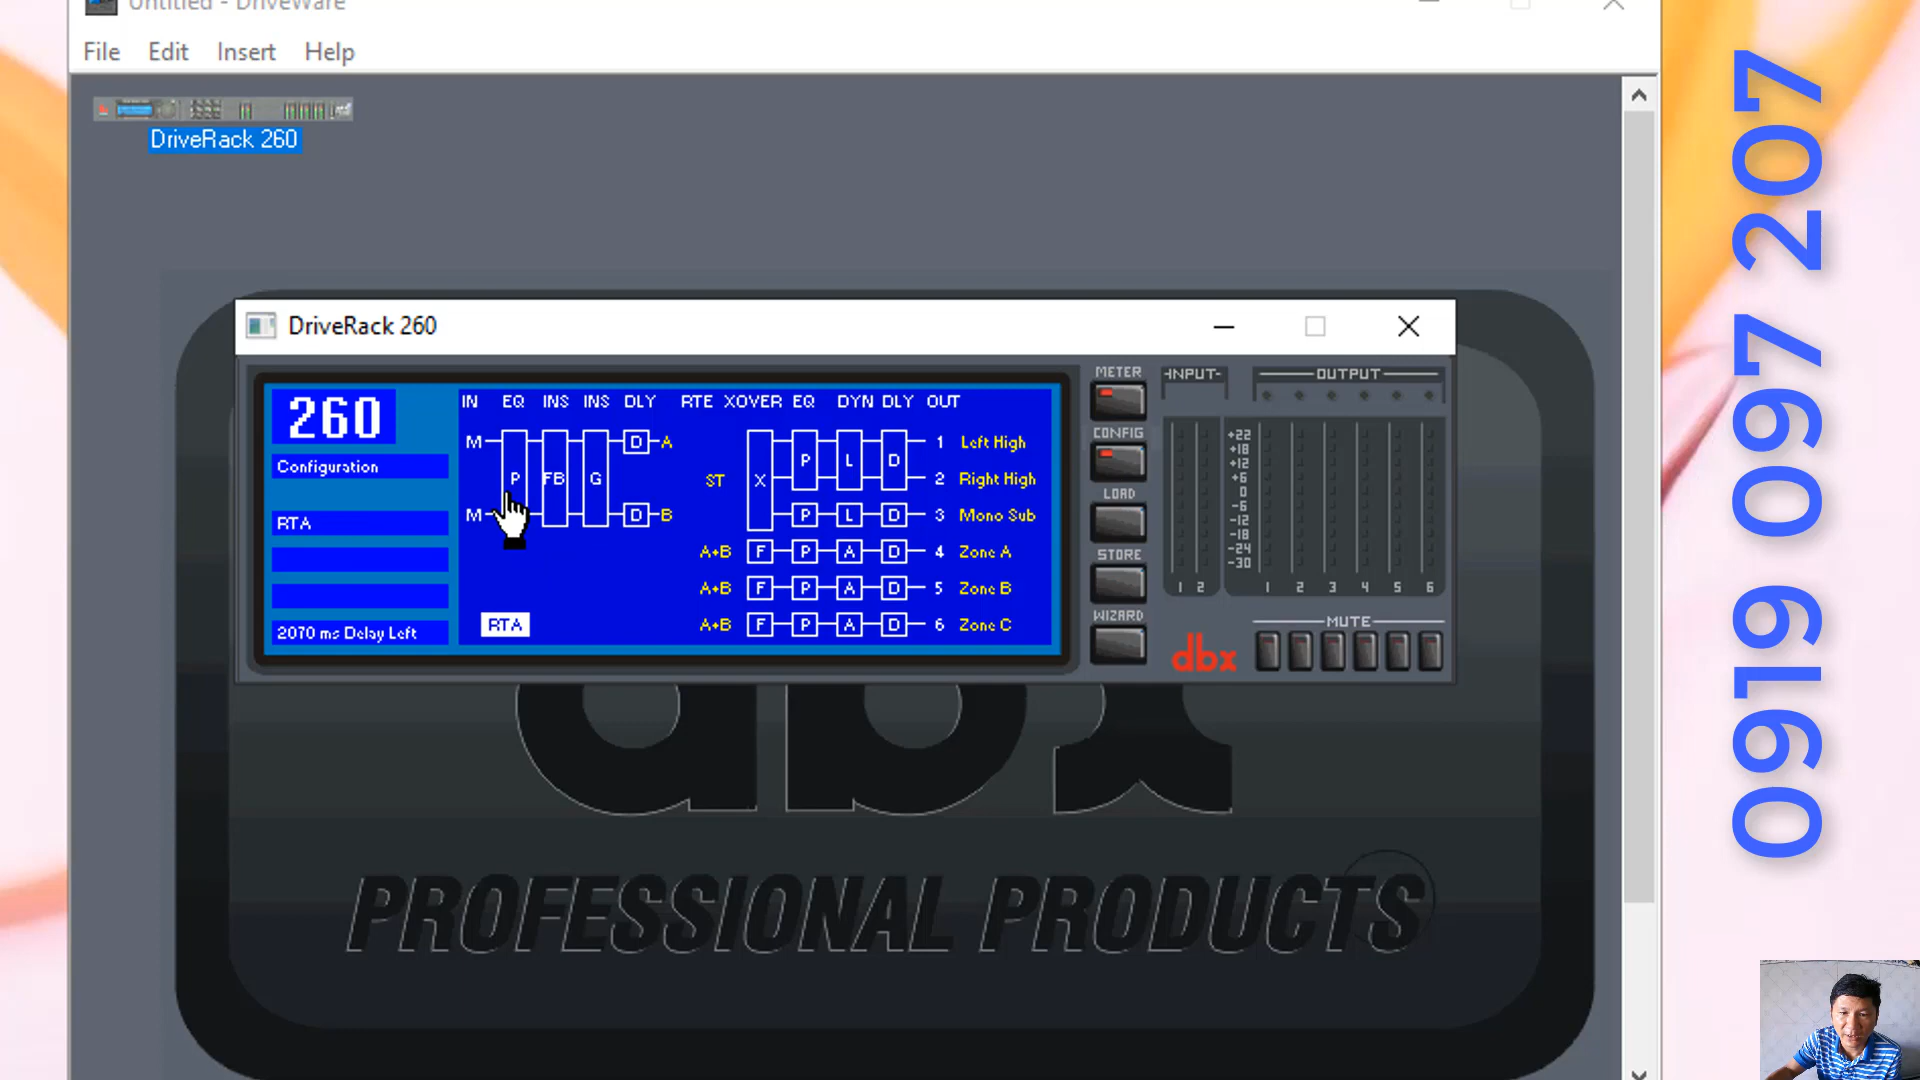 Untitled - DriveWare
File Edit Insert Help
DriveRack 260
DriveRack 260
260
Configuration
RTA
2070 ms Delay Left
IN EQ INS INS DLY RTE XOVER EQ DYN DLY OUT
M P FB G D A
M D B
ST X P L D 1 Left High
2 Right High
P L D 3 Mono Sub
A+B F P A D 4 Zone A
A+B F P A D 5 Zone B
A+B F P A D 6 Zone C
RTA
METER
CONFIG
LOAD
STORE
WIZARD
INPUT
OUTPUT
+22
+18
+12
+6
0
-6
-12
-18
-24
-30
1 2
1 2 3 4 5 6
MUTE
dbx
dbx
PROFESSIONAL PRODUCTS
0919 097 207